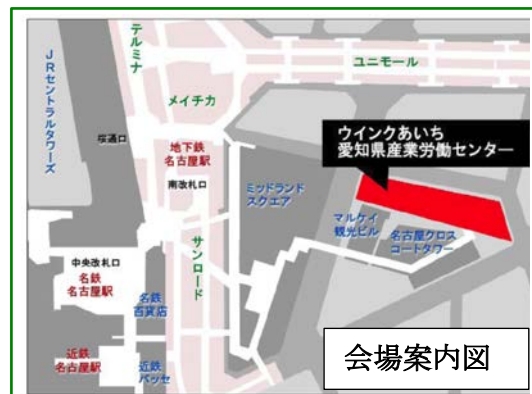 テルミナ
ユニモール
JRセントラルタワーズ
メイチカ
桜通口
地下鉄
名古屋駅
南改札口
ウインクあいち
愛知県産業労働センター
ミッドランド
スクエア
マルケイ
観光ビル
名古屋クロス
コートタワー
サンロード
中央改札口
名鉄
名古屋駅
名鉄
百貨店
近鉄
名古屋駅
近鉄
パッセ
会場案内図